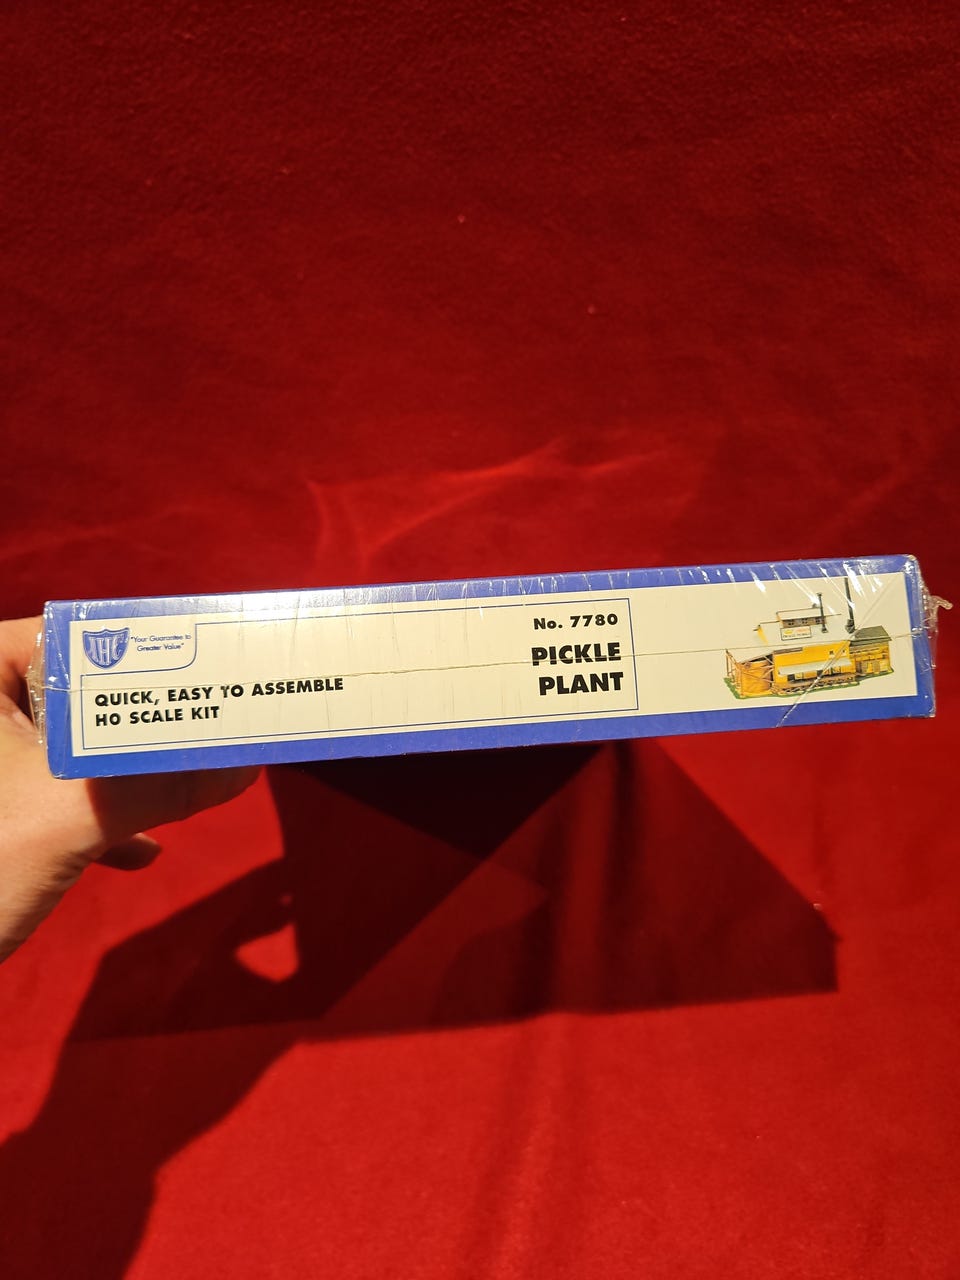 IHC
"Your Guarantee to
Greater Value"
QUICK, EASY TO ASSEMBLE
HO SCALE KIT
No. 7780
PICKLE
PLANT